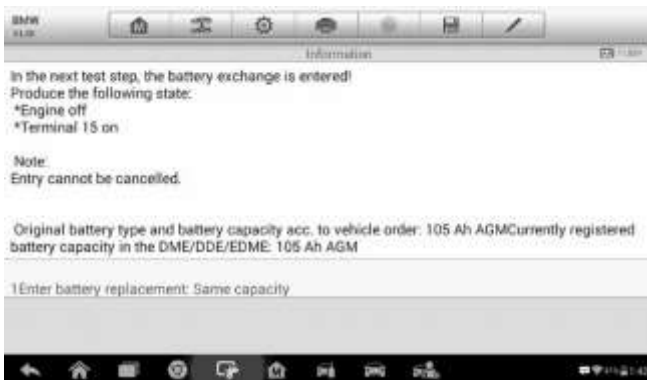 BMW
Information
In the next test step, the battery exchange is entered!
Produce the following state:
*Engine off
*Terminal 15 on
Note:
Entry cannot be cancelled.
Original battery type and battery capacity acc. to vehicle order: 105 Ah AGMCurrently registered
battery capacity in the DME/DDE/EDME: 105 Ah AGM
1Enter battery replacement: Same capacity